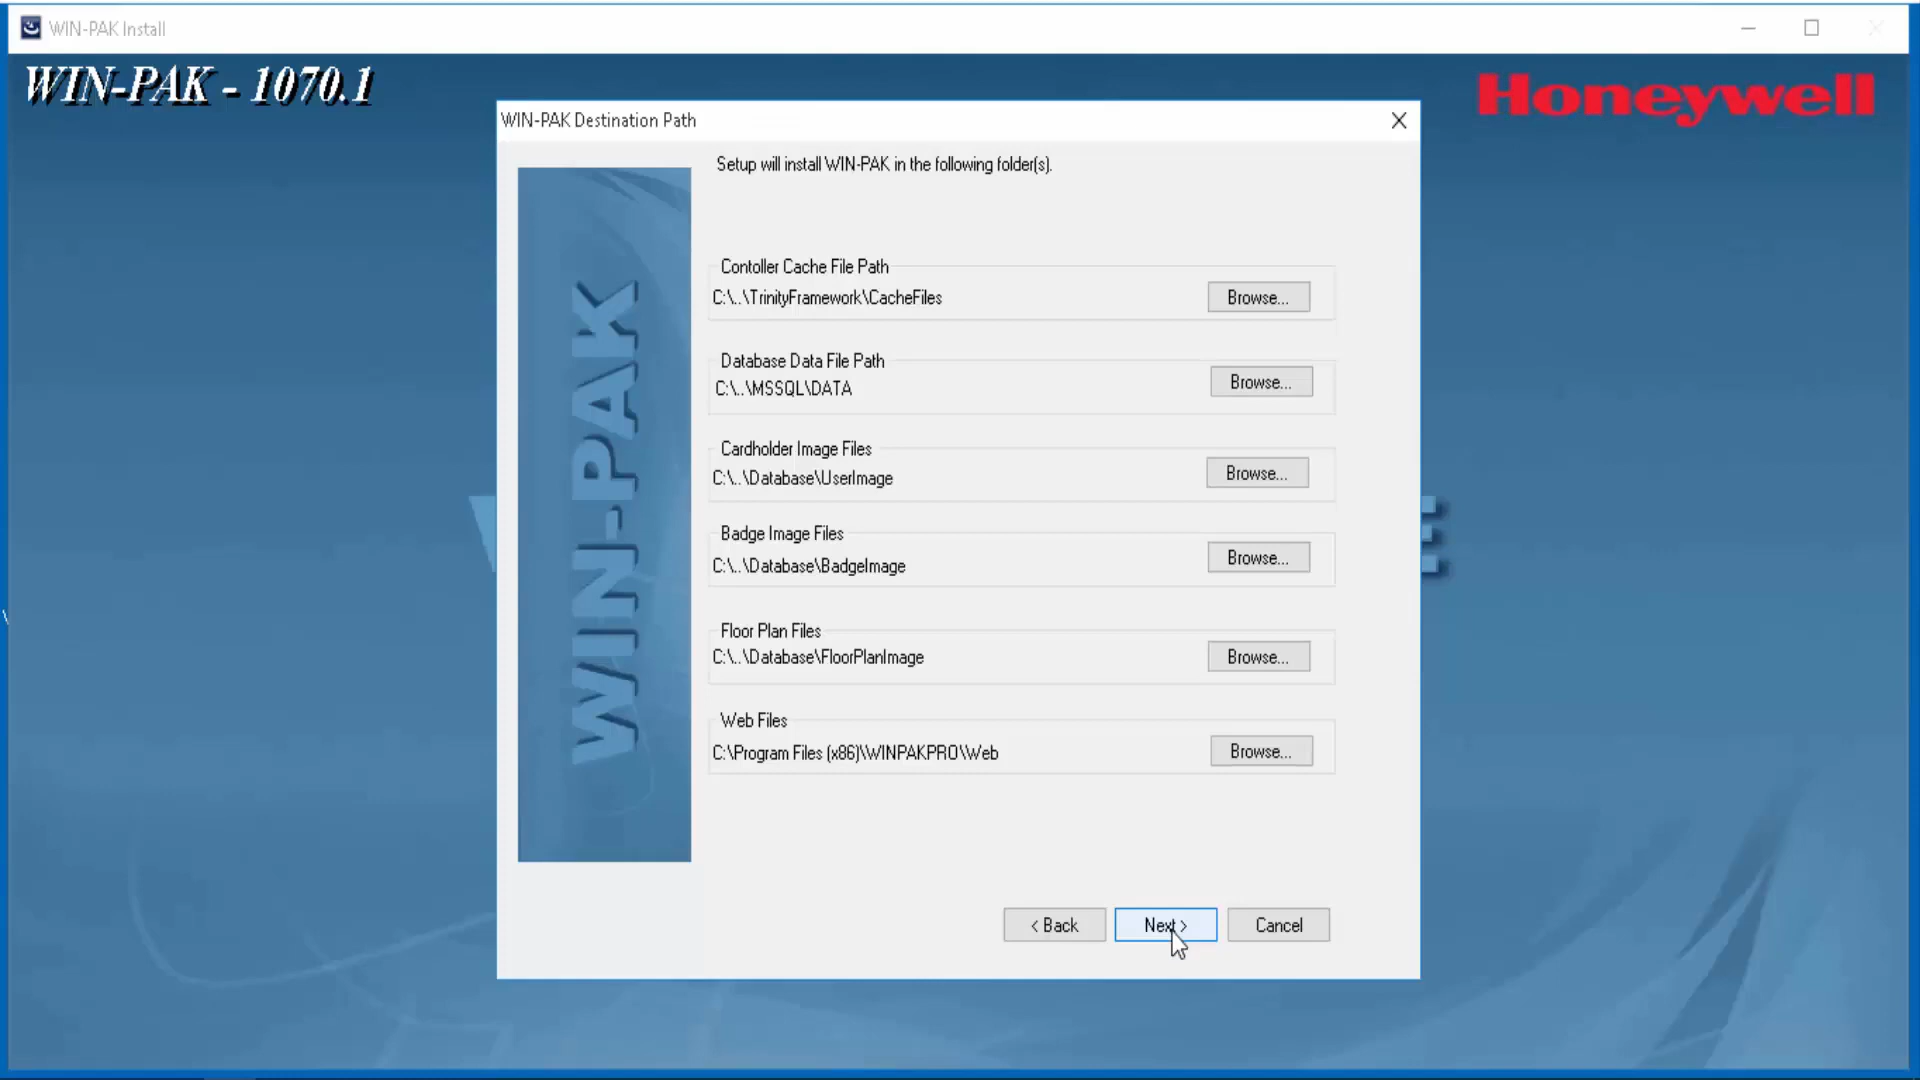 WIN-PAK Install
WIN-PAK - 1070.1
Honeywell
WIN-PAK Destination Path
Setup will install WIN-PAK in the following folder(s).
WIN-PAK
Contoller Cache File Path
C:\..\TrinityFramework\CacheFiles
Browse...
Database Data File Path
C:\..\MSSQL\DATA
Browse...
Cardholder Image Files
C:\..\Database\UserImage
Browse...
Badge Image Files
C:\..\Database\BadgeImage
Browse...
Floor Plan Files
C:\..\Database\FloorPlanImage
Browse...
Web Files
C:\Program Files (x86)\WINPAKPRO\Web
Browse...
< Back
Next >
Cancel